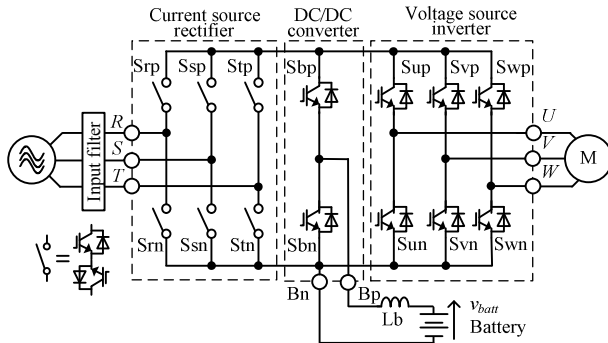 Current source
rectifier
DC/DC
converter
Voltage source
inverter
Srp Ssp Stp Sbp Sup Svp Swp
R
S
T
Input filter
U
V
W
M
Srn Ssn Stn Sbn Sun Svn Swn
=
Bn Bp
Lb
vbatt
Battery